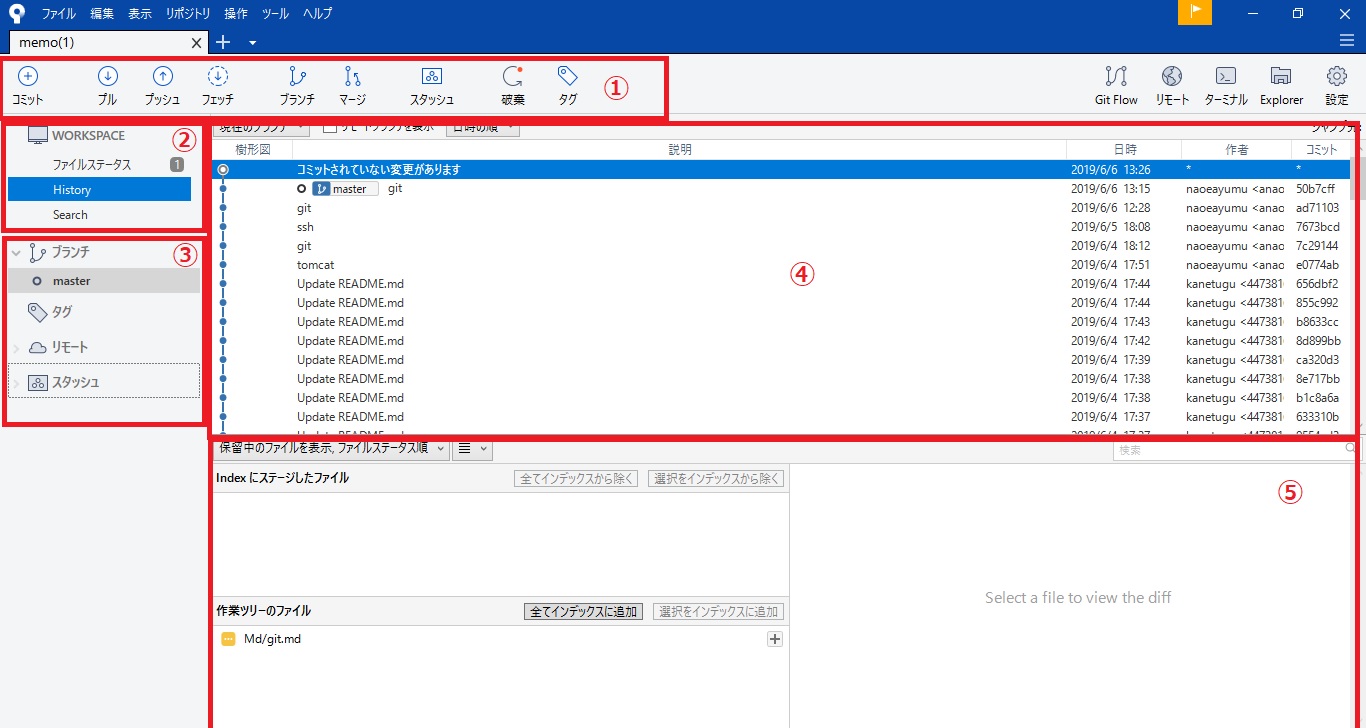 ファイル 編集 表示 リポジトリ 操作 ツール ヘルプ
memo(1)
コミット プル プッシュ フェッチ ブランチ マージ スタッシュ 破棄 タグ ①
Git Flow リモート ターミナル Explorer 設定
WORKSPACE ②
ファイルステータス 1
History
Search
ブランチ ③
master
タグ
リモート
スタッシュ
現在のブランチ リモートブランチを表示 日時の順
樹形図 説明 日時 作者 コミット
コミットされていない変更があります 2019/6/6 13:26 * *
master git 2019/6/6 13:15 naoeayumu <anao 50b7cff
git 2019/6/6 12:28 naoeayumu <anao ad71103
ssh 2019/6/5 18:08 naoeayumu <anao 7673bcd
git 2019/6/4 18:12 naoeayumu <anao 7c29144
tomcat 2019/6/4 17:51 naoeayumu <anao e0774ab
Update README.md 2019/6/4 17:44 kanetugu <447381 656dbf2
Update README.md 2019/6/4 17:44 kanetugu <447381 855c992
Update README.md 2019/6/4 17:43 kanetugu <447381 b8633cc
Update README.md 2019/6/4 17:42 kanetugu <447381 8d899bb
Update README.md 2019/6/4 17:39 kanetugu <447381 ca320d3
Update README.md 2019/6/4 17:38 kanetugu <447381 8e717bb
Update README.md 2019/6/4 17:38 kanetugu <447381 b1c8a6a
Update README.md 2019/6/4 17:37 kanetugu <447381 633310b
④
保留中のファイルを表示, ファイルステータス順 検索
Index にステージしたファイル 全てインデックスから除く 選択をインデックスから除く
⑤
Select a file to view the diff
作業ツリーのファイル 全てインデックスに追加 選択をインデックスに追加
Md/git.md